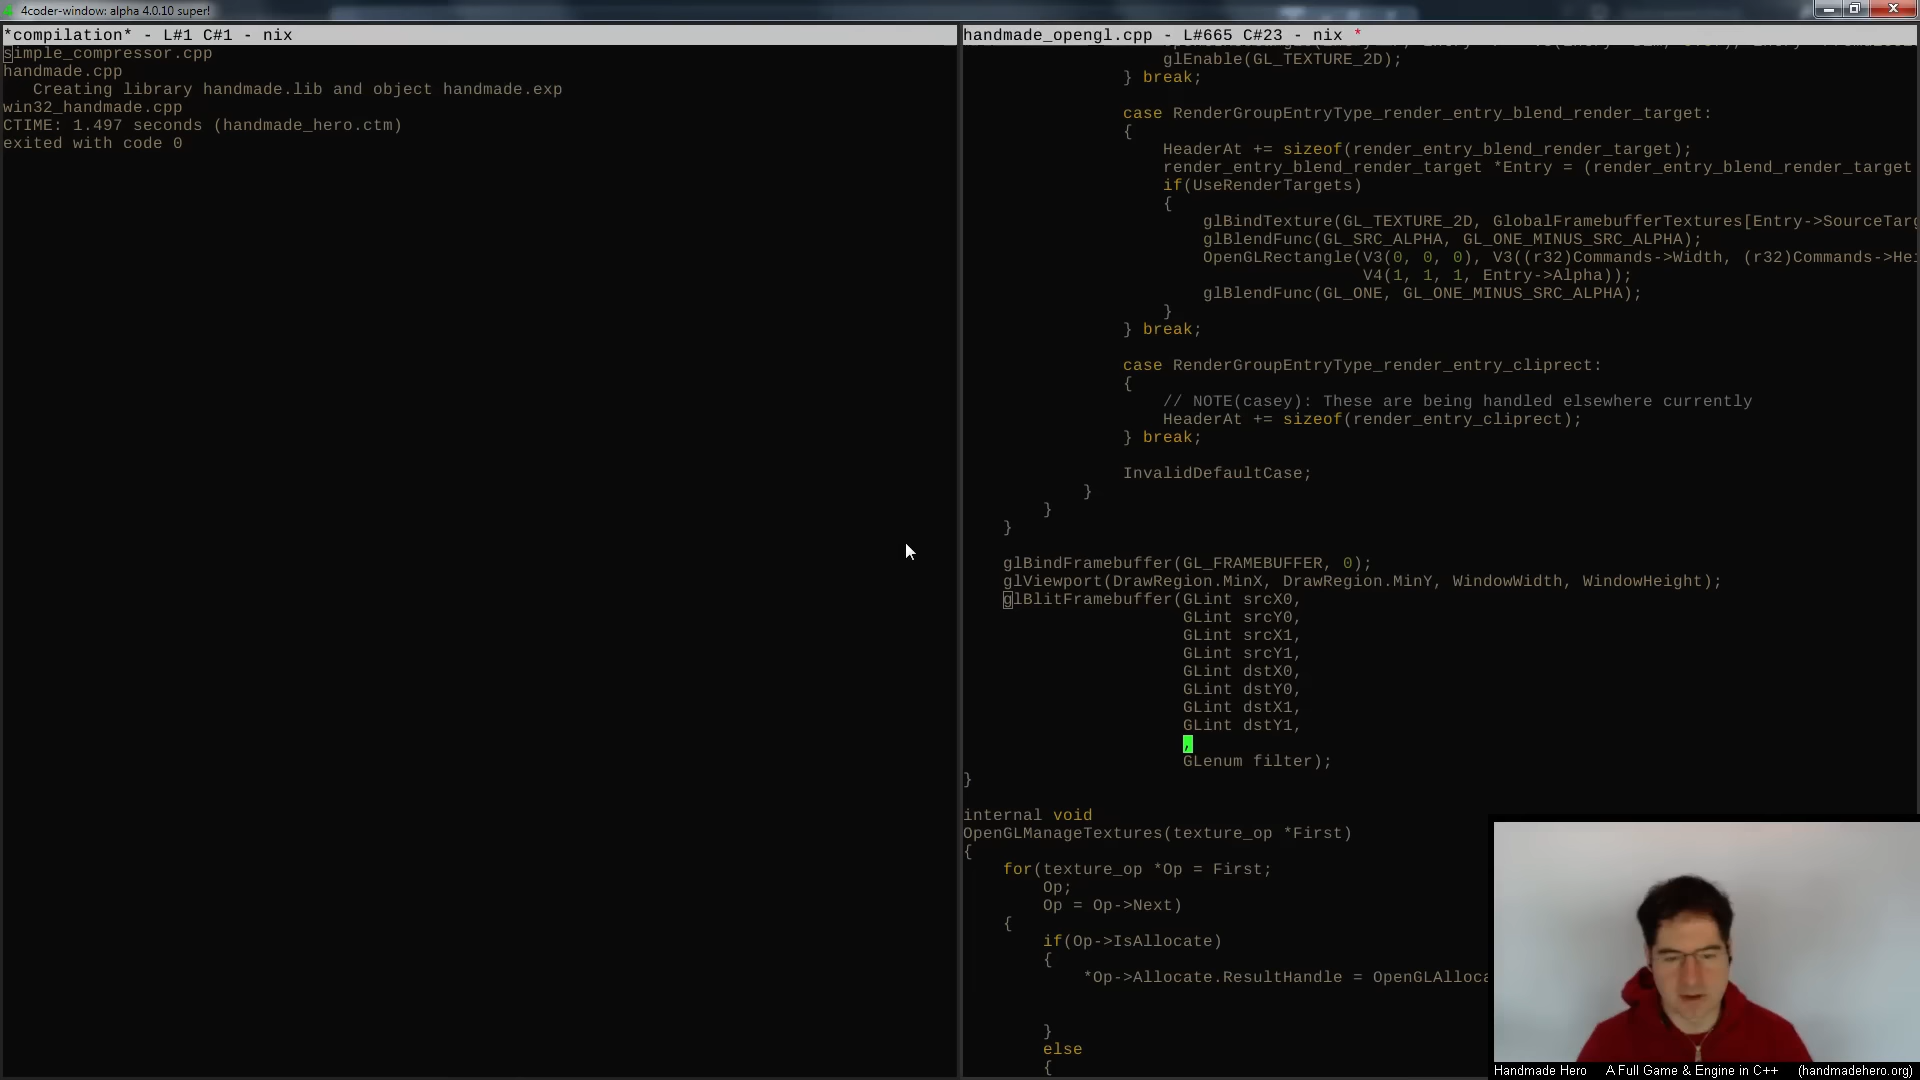 4coder-window: alpha 4.0.10 super!
*compilation* - L#1 C#1 - nix
simple_compressor.cpp
handmade.cpp
Creating library handmade.lib and object handmade.exp
win32_handmade.cpp
CTIME: 1.497 seconds (handmade_hero.ctm)
exited with code 0
handmade_opengl.cpp - L#665 C#23 - nix *
glEnable(GL_TEXTURE_2D);
} break;
case RenderGroupEntryType_render_entry_blend_render_target:
{
HeaderAt += sizeof(render_entry_blend_render_target);
render_entry_blend_render_target *Entry = (render_entry_blend_render_target
if(UseRenderTargets)
{
glBindTexture(GL_TEXTURE_2D, GlobalFramebufferTextures[Entry->SourceTarg
glBlendFunc(GL_SRC_ALPHA, GL_ONE_MINUS_SRC_ALPHA);
OpenGLRectangle(V3(0, 0, 0), V3((r32)Commands->Width, (r32)Commands->Hei
V4(1, 1, 1, Entry->Alpha));
glBlendFunc(GL_ONE, GL_ONE_MINUS_SRC_ALPHA);
}
} break;
case RenderGroupEntryType_render_entry_cliprect:
{
// NOTE(casey): These are being handled elsewhere currently
HeaderAt += sizeof(render_entry_cliprect);
} break;
InvalidDefaultCase;
}
}
}
glBindFramebuffer(GL_FRAMEBUFFER, 0);
glViewport(DrawRegion.MinX, DrawRegion.MinY, WindowWidth, WindowHeight);
glBlitFramebuffer(GLint srcX0,
GLint srcY0,
GLint srcX1,
GLint srcY1,
GLint dstX0,
GLint dstY0,
GLint dstX1,
GLint dstY1,
,
GLenum filter);
}
internal void
OpenGLManageTextures(texture_op *First)
{
for(texture_op *Op = First;
Op;
Op = Op->Next)
{
if(Op->IsAllocate)
{
*Op->Allocate.ResultHandle = OpenGLAlloca
}
else
{
Handmade Hero A Full Game & Engine in C++ (handmadehero.org)